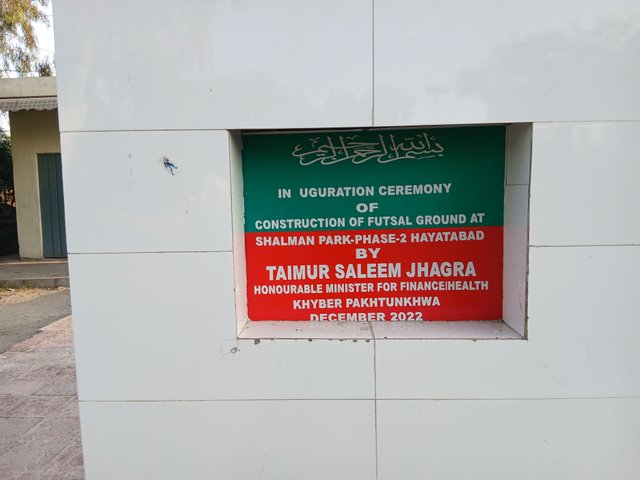 بسم الله الرحمن الرحيم
IN UGURATION CEREMONY
OF
CONSTRUCTION OF FUTSAL GROUND AT
SHALMAN PARK-PHASE-2 HAYATABAD
BY
TAIMUR SALEEM JHAGRA
HONOURABLE MINISTER FOR FINANCE|HEALTH
KHYBER PAKHTUNKHWA
DECEMBER 2022